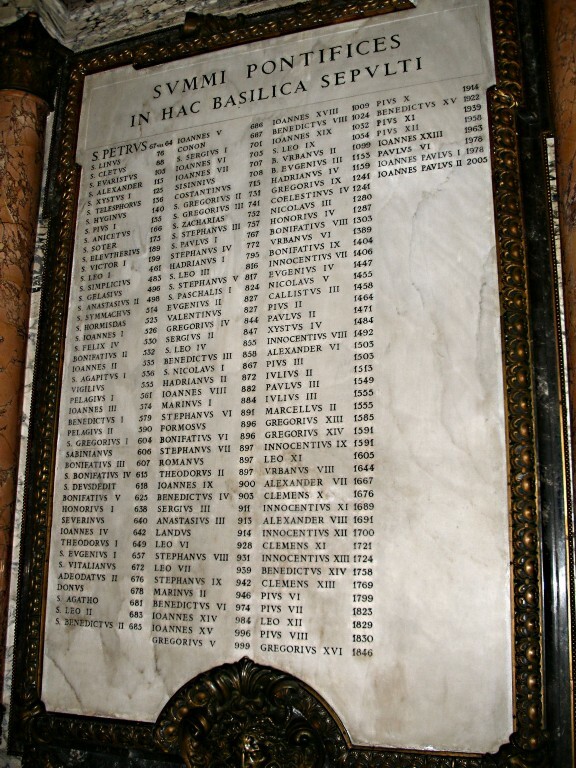 SVMMI PONTIFICES
IN HAC BASILICA SEPVLTI
S. PETRVS 67 vel 64
S. LINVS 76
S. CLETVS 88
S. EVARISTVS 105
S. ALEXANDER 115
S. XYSTVS I 125
S. TELESPHORVS 136
S. HYGINVS 140
S. PIVS I 155
S. ANICETVS 166
S. SOTER 175
S. ELEVTHERIVS 189
S. VICTOR I 199
S. LEO I 461
S. SIMPLICIVS 483
S. GELASIVS 496
S. ANASTASIVS II 498
S. SYMMACHVS 514
S. HORMISDAS 523
S. IOANNES I 526
S. FELIX IV 530
BONIFATIVS II 532
IOANNES II 535
S. AGAPITVS I 536
VIGILIVS 555
PELAGIVS I 561
IOANNES III 574
BENEDICTVS I 579
PELAGIVS II 590
S. GREGORIVS I 604
SABINIANVS 606
BONIFATIVS III 607
S. BONIFATIVS IV 615
S. DEVSDEDIT 618
BONIFATIVS V 625
HONORIVS I 638
SEVERINVS 640
IOANNES IV 642
THEODORVS I 649
S. EVGENIVS I 657
S. VITALIANVS 672
ADEODATVS II 676
DONVS 678
S. AGATHO 681
S. LEO II 683
S. BENEDICTVS II 685
IOANNES V 686
CONON 687
S. SERGIVS I 701
IOANNES VI 705
IOANNES VII 707
SISINNIVS 708
COSTANTINVS 715
S. GREGORIVS II 731
S. GREGORIVS III 741
S. ZACHARIAS 752
S. STEPHANVS III 757
S. PAVLVS I 767
STEPHANVS IV 772
HADRIANVS I 795
S. LEO III 816
S. STEPHANVS V 817
S. PASCHALIS I 824
EVGENIVS II 827
VALENTINVS 827
GREGORIVS IV 844
SERGIVS II 847
S. LEO IV 855
BENEDICTVS III 858
S. NICOLAVS I 867
HADRIANVS II 872
IOANNES VIII 882
MARINVS I 884
STEPHANVS VI 891
FORMOSVS 896
BONIFATIVS VI 896
STEPHANVS VII 897
ROMANVS 897
THEODORVS II 897
IOANNES IX 900
BENEDICTVS IV 903
SERGIVS III 911
ANASTASIVS III 913
LANDVS 914
LEO VI 928
STEPHANVS VIII 931
LEO VII 939
STEPHANVS IX 942
MARINVS II 946
BENEDICTVS VI 974
IOANNES XIV 984
IOANNES XV 996
GREGORIVS V 999
IOANNES XVIII 1009
BENEDICTVS VIII 1024
IOANNES XIX 1032
S. LEO IX 1054
B. VRBANVS II 1099
B. EVGENIVS III 1153
HADRIANVS IV 1159
GREGORIVS IX 1241
COELESTINVS IV 1241
NICOLAVS III 1280
HONORIVS IV 1287
BONIFATIVS VIII 1303
VRBANVS VI 1389
BONIFATIVS IX 1404
INNOCENTIVS VII 1406
EVGENIV IV 1447
NICOLAVS V 1455
CALLISTVS III 1458
PIVS II 1464
PAVLVS II 1471
XYSTV IV 1484
INNOCENTIVS VIII 1492
ALEXANDER VI 1503
PIVS III 1503
IVLIVS II 1513
PAVLVS III 1549
IVLIVS III 1555
MARCELLVS II 1555
GREGORIVS XIII 1585
GREGORIVS XIV 1591
INNOCENTIVS IX 1591
LEO XI 1605
VRBANVS VIII 1644
ALEXANDER VII 1667
CLEMENS X 1676
INNOCENTIVS XI 1689
ALEXANDER VIII 1691
INNOCENTIVS XII 1700
CLEMENS XI 1721
INNOCENTIVS XIII 1724
BENEDICTVS XIV 1758
CLEMENS XIII 1769
PIVS VI 1799
PIVS VII 1823
LEO XII 1829
PIVS VIII 1830
GREGORIVS XVI 1846
PIVS X 1914
BENEDICTVS XV 1922
PIVS XI 1939
PIVS XII 1958
IOANNES XXIII 1963
PAVLVS VI 1978
IOANNES PAVLVS I 1978
IOANNES PAVLVS II 2005